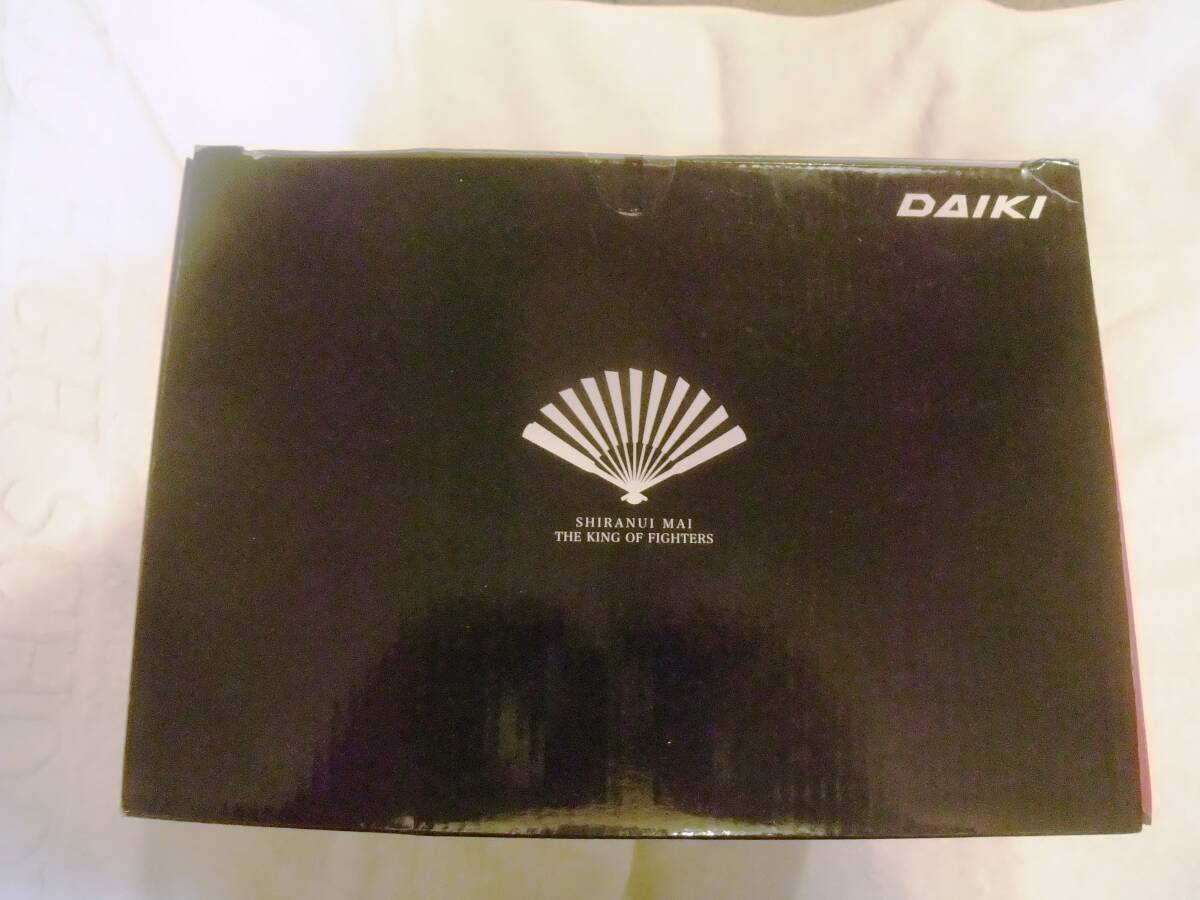 DAIKI
SHIRANUI MAI
THE KING OF FIGHTERS